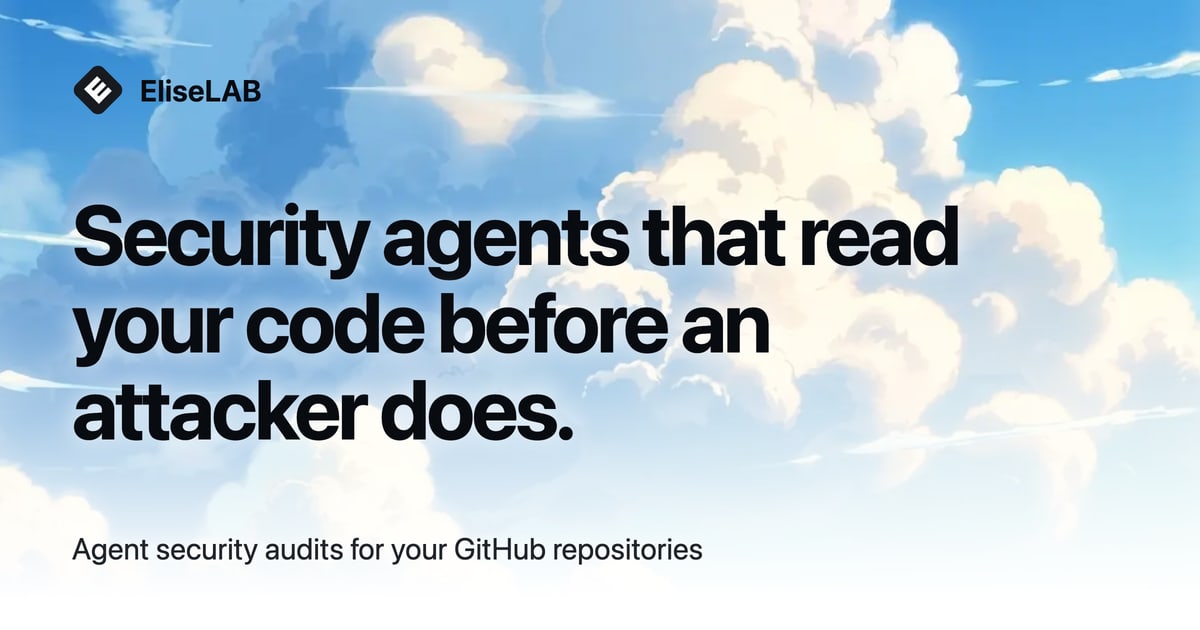 EliseLAB
Security agents that read
your code before an
attacker does.
Agent security audits for your GitHub repositories